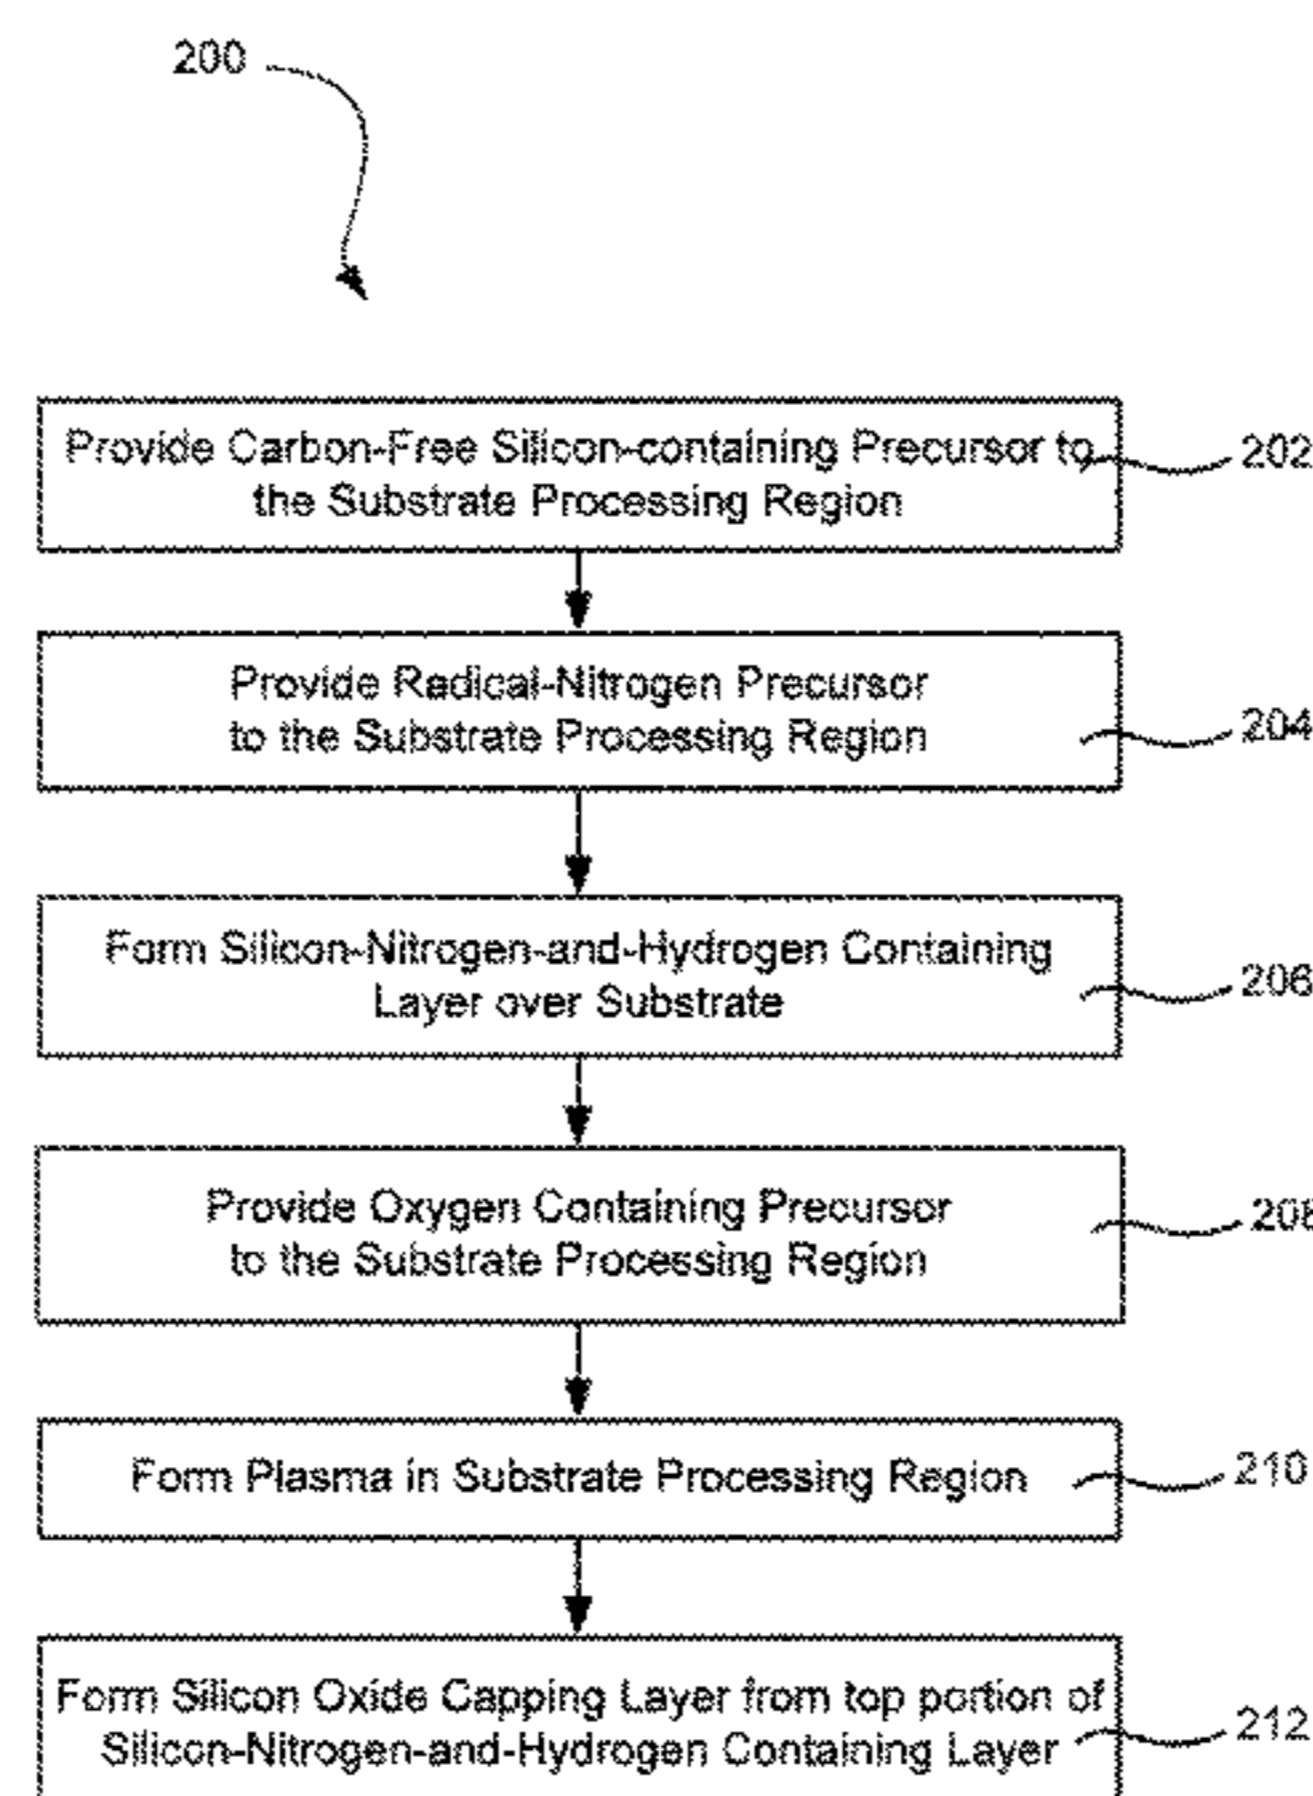 200
Provide Carbon-Free Silicon-containing Precursor to
the Substrate Processing Region
202
Provide Radical-Nitrogen Precursor
to the Substrate Processing Region
204
Form Silicon-Nitrogen-and-Hydrogen Containing
Layer over Substrate
206
Provide Oxygen Containing Precursor
to the Substrate Processing Region
208
Form Plasma in Substrate Processing Region
210
Form Silicon Oxide Capping Layer from top portion of
Silicon-Nitrogen-and-Hydrogen Containing Layer
212